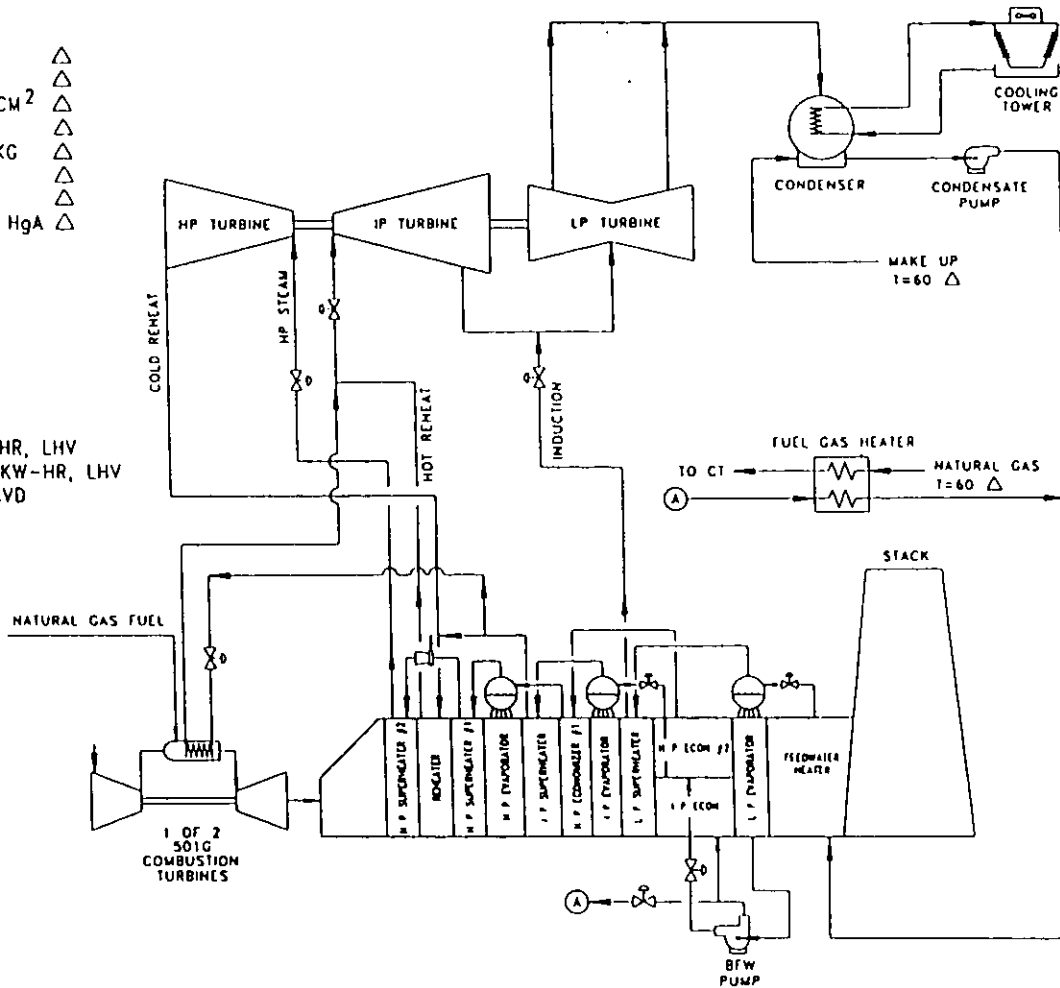 △
△
CM² △
△
KG △
△
△
HgA △
HR, LHV
KW-HR, LHV
VD
COOLING
TOWER
CONDENSER
CONDENSATE
PUMP
MAKE UP
T=60 △
HP TURBINE
IP TURBINE
LP TURBINE
COLD REHEAT
HP STEAM
HOT REHEAT
INDUCTION
FUEL GAS HEATER
TO CT
NATURAL GAS
T=60 △
A
STACK
NATURAL GAS FUEL
H P SUPERHEATER #2
REHEATER
H P SUPERHEATER #1
H P EVAPORATOR
I P SUPERHEATER
H P ECONOMIZER #1
I P EVAPORATOR
L P SUPERHEATER
H P ECON #2
I P ECON
L P EVAPORATOR
FEEDWATER
HEATER
1 OF 2
501G
COMBUSTION
TURBINES
A
BFW
PUMP